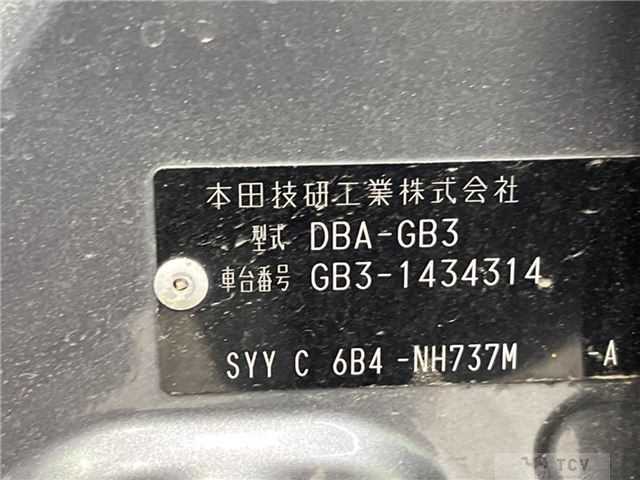 本田技研工業株式会社
型式 DBA-GB3
車台番号 GB3-1434314
SYY C 6B4 -NH737M -A
TCV